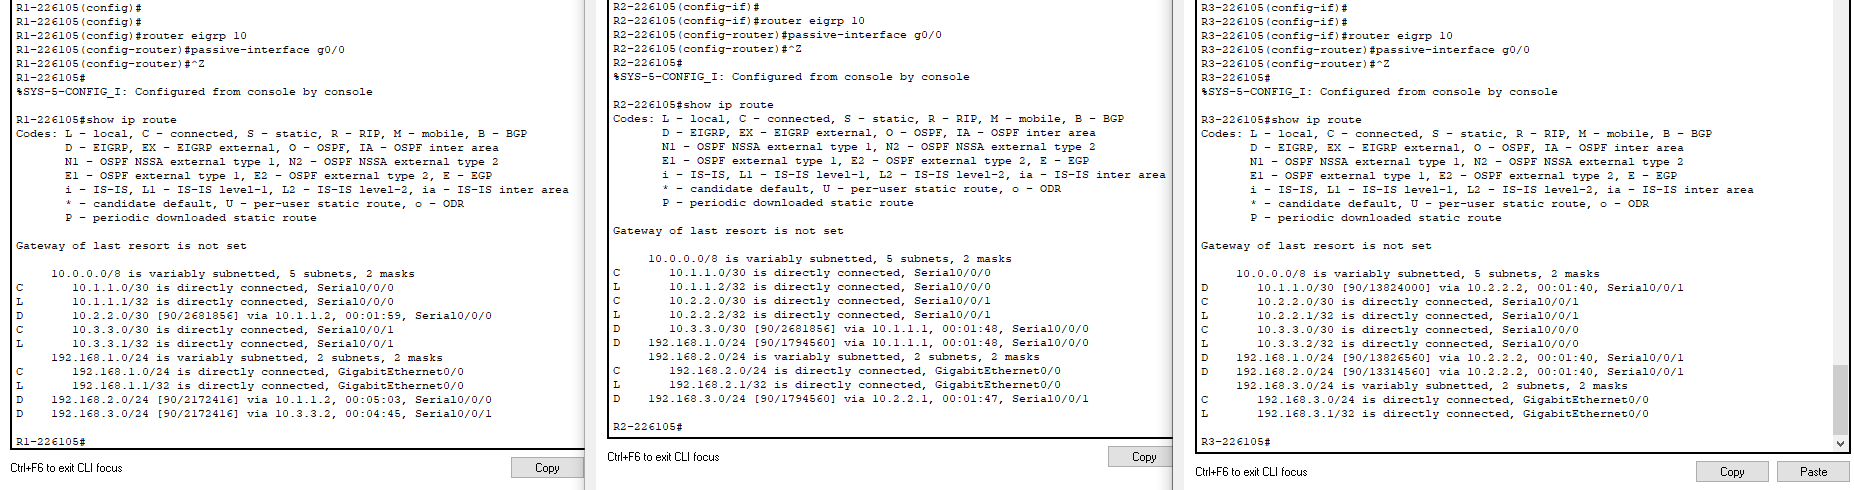 R1-226105(config)#
R1-226105(config)#
R1-226105(config)#router eigrp 10
R1-226105(config-router)#passive-interface g0/0
R1-226105(config-router)#^Z
R1-226105#
%SYS-5-CONFIG_I: Configured from console by console
R1-226105#show ip route
Codes: L - local, C - connected, S - static, R - RIP, M - mobile, B - BGP
D - EIGRP, EX - EIGRP external, O - OSPF, IA - OSPF inter area
N1 - OSPF NSSA external type 1, N2 - OSPF NSSA external type 2
E1 - OSPF external type 1, E2 - OSPF external type 2, E - EGP
i - IS-IS, L1 - IS-IS level-1, L2 - IS-IS level-2, ia - IS-IS inter area
* - candidate default, U - per-user static route, o - ODR
P - periodic downloaded static route
Gateway of last resort is not set
10.0.0.0/8 is variably subnetted, 5 subnets, 2 masks
C 10.1.1.0/30 is directly connected, Serial0/0/0
L 10.1.1.1/32 is directly connected, Serial0/0/0
D 10.2.2.0/30 [90/2681856] via 10.1.1.2, 00:01:59, Serial0/0/0
C 10.3.3.0/30 is directly connected, Serial0/0/1
L 10.3.3.1/32 is directly connected, Serial0/0/1
192.168.1.0/24 is variably subnetted, 2 subnets, 2 masks
C 192.168.1.0/24 is directly connected, GigabitEthernet0/0
L 192.168.1.1/32 is directly connected, GigabitEthernet0/0
D 192.168.2.0/24 [90/2172416] via 10.1.1.2, 00:05:03, Serial0/0/0
D 192.168.3.0/24 [90/2172416] via 10.3.3.2, 00:04:45, Serial0/0/1
R1-226105#
Ctrl+F6 to exit CLI focus
Copy
R2-226105(config-if)#
R2-226105(config-if)#router eigrp 10
R2-226105(config-router)#passive-interface g0/0
R2-226105(config-router)#^Z
R2-226105#
%SYS-5-CONFIG_I: Configured from console by console
R2-226105#show ip route
Codes: L - local, C - connected, S - static, R - RIP, M - mobile, B - BGP
D - EIGRP, EX - EIGRP external, O - OSPF, IA - OSPF inter area
N1 - OSPF NSSA external type 1, N2 - OSPF NSSA external type 2
E1 - OSPF external type 1, E2 - OSPF external type 2, E - EGP
i - IS-IS, L1 - IS-IS level-1, L2 - IS-IS level-2, ia - IS-IS inter area
* - candidate default, U - per-user static route, o - ODR
P - periodic downloaded static route
Gateway of last resort is not set
10.0.0.0/8 is variably subnetted, 5 subnets, 2 masks
C 10.1.1.0/30 is directly connected, Serial0/0/0
L 10.1.1.2/32 is directly connected, Serial0/0/0
C 10.2.2.0/30 is directly connected, Serial0/0/1
L 10.2.2.2/32 is directly connected, Serial0/0/1
D 10.3.3.0/30 [90/2681856] via 10.1.1.1, 00:01:48, Serial0/0/0
D 192.168.1.0/24 [90/1794560] via 10.1.1.1, 00:01:48, Serial0/0/0
192.168.2.0/24 is variably subnetted, 2 subnets, 2 masks
C 192.168.2.0/24 is directly connected, GigabitEthernet0/0
L 192.168.2.1/32 is directly connected, GigabitEthernet0/0
D 192.168.3.0/24 [90/1794560] via 10.2.2.1, 00:01:47, Serial0/0/1
R2-226105#
Ctrl+F6 to exit CLI focus
Copy
R3-226105(config-if)#
R3-226105(config-if)#
R3-226105(config-if)#router eigrp 10
R3-226105(config-router)#passive-interface g0/0
R3-226105(config-router)#^Z
R3-226105#
%SYS-5-CONFIG_I: Configured from console by console
R3-226105#show ip route
Codes: L - local, C - connected, S - static, R - RIP, M - mobile, B - BGP
D - EIGRP, EX - EIGRP external, O - OSPF, IA - OSPF inter area
N1 - OSPF NSSA external type 1, N2 - OSPF NSSA external type 2
E1 - OSPF external type 1, E2 - OSPF external type 2, E - EGP
i - IS-IS, L1 - IS-IS level-1, L2 - IS-IS level-2, ia - IS-IS inter area
* - candidate default, U - per-user static route, o - ODR
P - periodic downloaded static route
Gateway of last resort is not set
10.0.0.0/8 is variably subnetted, 5 subnets, 2 masks
D 10.1.1.0/30 [90/13824000] via 10.2.2.2, 00:01:40, Serial0/0/1
C 10.2.2.0/30 is directly connected, Serial0/0/1
L 10.2.2.1/32 is directly connected, Serial0/0/1
C 10.3.3.0/30 is directly connected, Serial0/0/0
L 10.3.3.2/32 is directly connected, Serial0/0/0
D 192.168.1.0/24 [90/13826560] via 10.2.2.2, 00:01:40, Serial0/0/1
D 192.168.2.0/24 [90/13314560] via 10.2.2.2, 00:01:40, Serial0/0/1
192.168.3.0/24 is variably subnetted, 2 subnets, 2 masks
C 192.168.3.0/24 is directly connected, GigabitEthernet0/0
L 192.168.3.1/32 is directly connected, GigabitEthernet0/0
R3-226105#
Ctrl+F6 to exit CLI focus
Copy
Paste